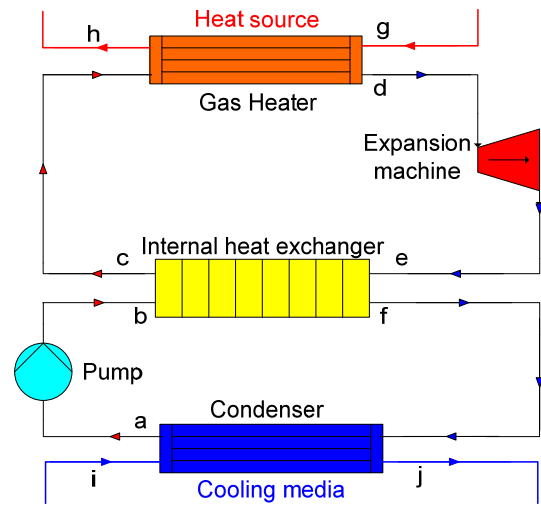 Heat source
h
g
d
Gas Heater
Expansion
machine
Internal heat exchanger
c
e
b
f
Pump
Condenser
a
i
j
Cooling media